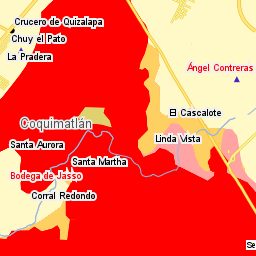 Crucero de Quizalapa
Chuy el Pato
La Pradera
Ángel Contreras
El Cascalote
Coquimatlán
Linda Vista
Santa Aurora
Santa Martha
Bodega de Jasso
Corral Redondo
Se